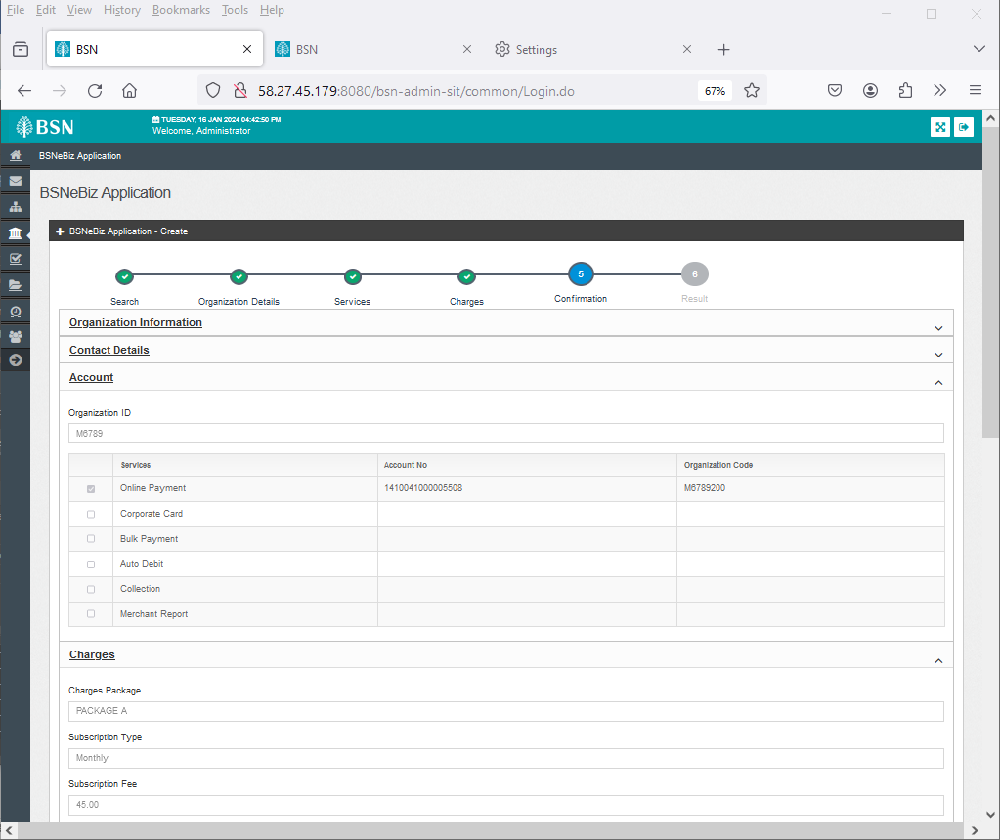 File Edit View History Bookmarks Tools Help
BSN BSN Settings
58.27.45.179:8080/bsn-admin-sit/common/Login.do 67%
BSN
TUESDAY, 16 JAN 2024 04:42:50 PM
Welcome, Administrator
BSNeBiz Application
BSNeBiz Application
BSNeBiz Application - Create
5 6
Search Organization Details Services Charges Confirmation Result
Organization Information
Contact Details
Account
Organization ID
M6789
Services Account No Organization Code
Online Payment 1410041000005508 M6789200
Corporate Card
Bulk Payment
Auto Debit
Collection
Merchant Report
Charges
Charges Package
PACKAGE A
Subscription Type
Monthly
Subscription Fee
45.00